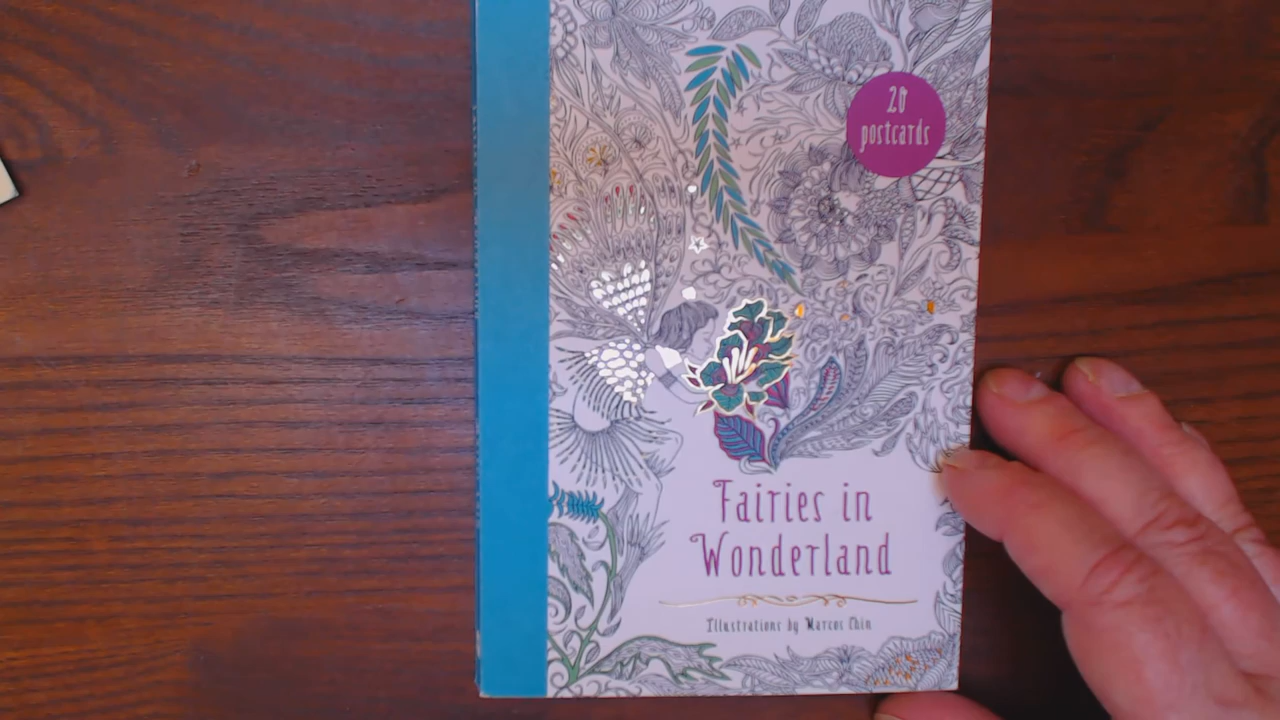 20
postcards
Fairies in
Wonderland
Illustrations by Marcos Chin